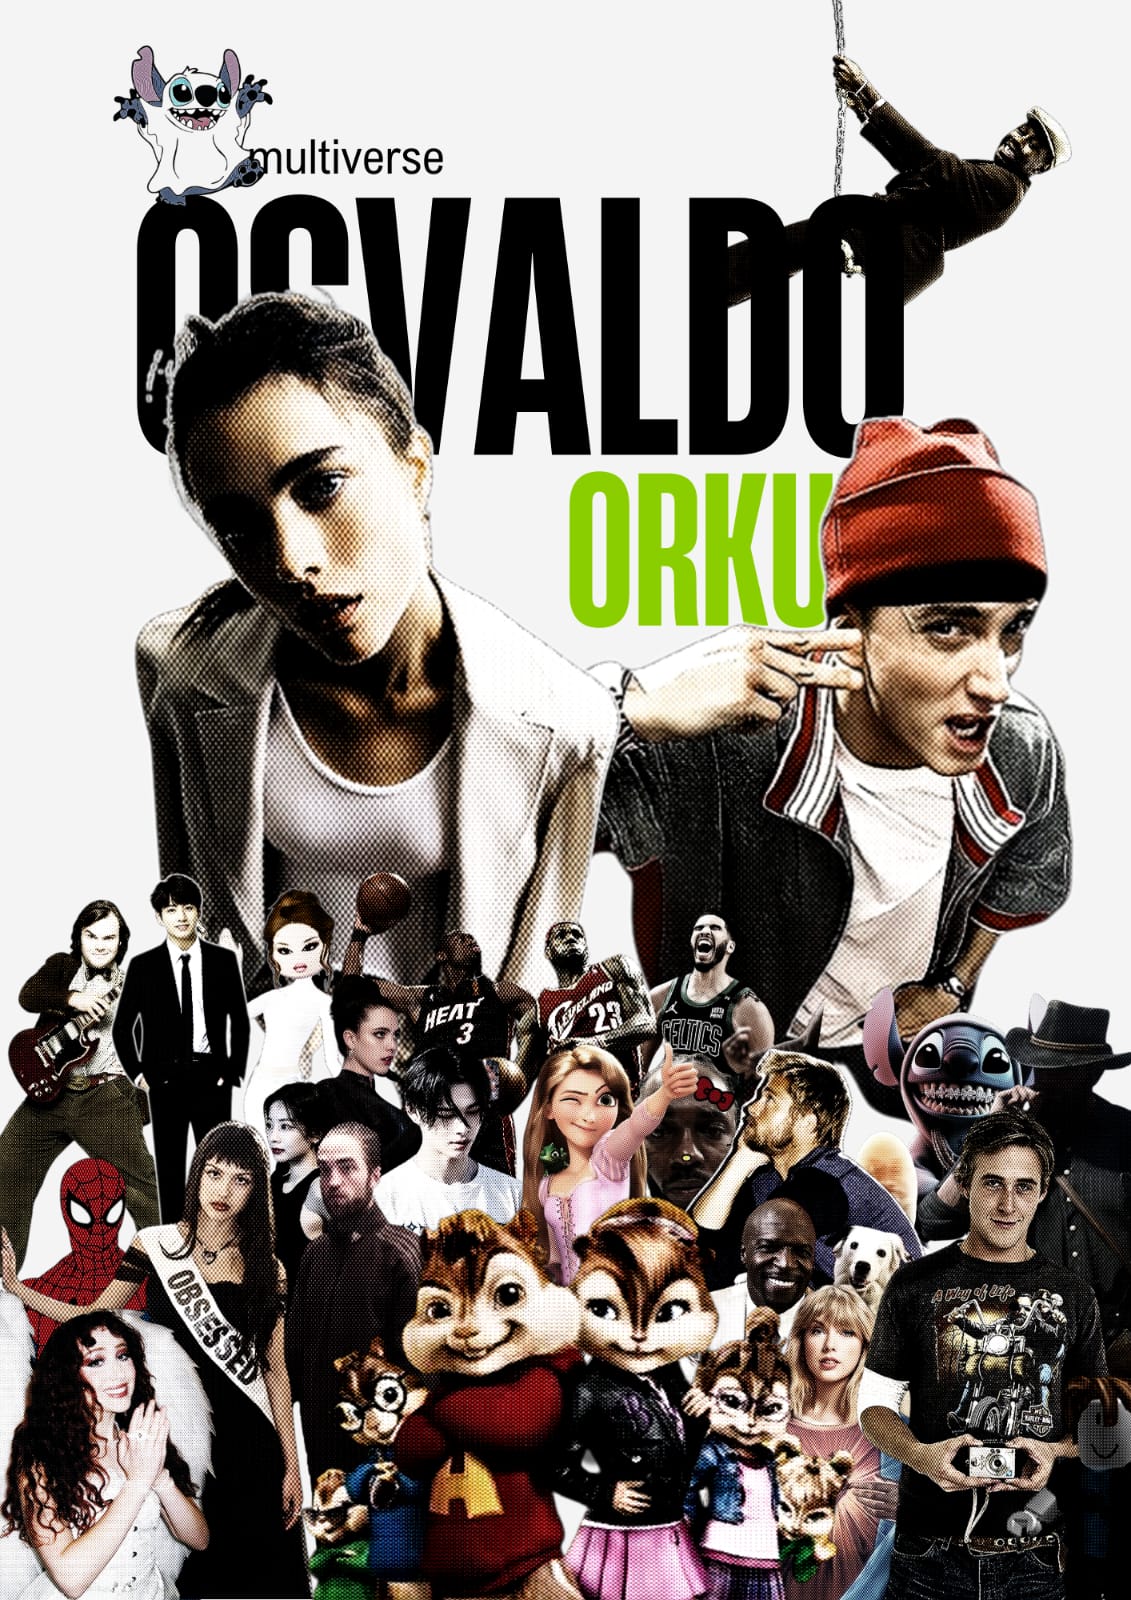 multiverse
OSVALDO
ORKU
HEAT
3
CLEVELAND
23
CELTICS
OBSESSED
A Way of Life
A
B